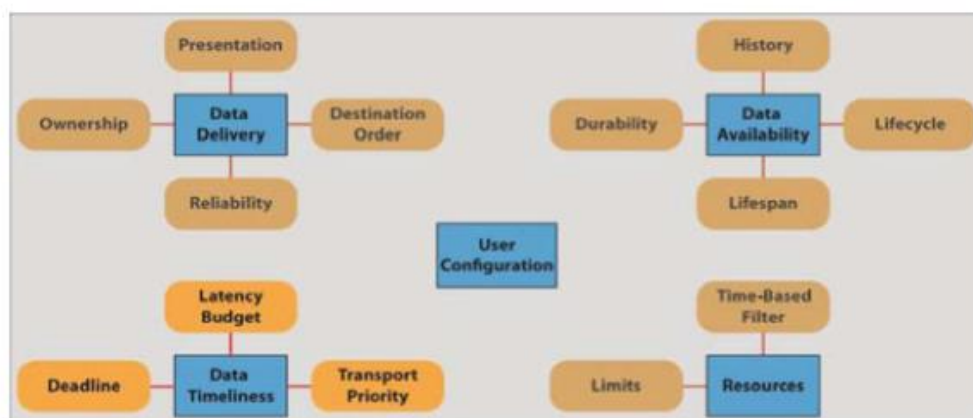 Presentation
Ownership
Data
Delivery
Destination
Order
Reliability
History
Durability
Data
Availability
Lifecycle
Lifespan
User
Configuration
Latency
Budget
Deadline
Data
Timeliness
Transport
Priority
Time-Based
Filter
Limits
Resources